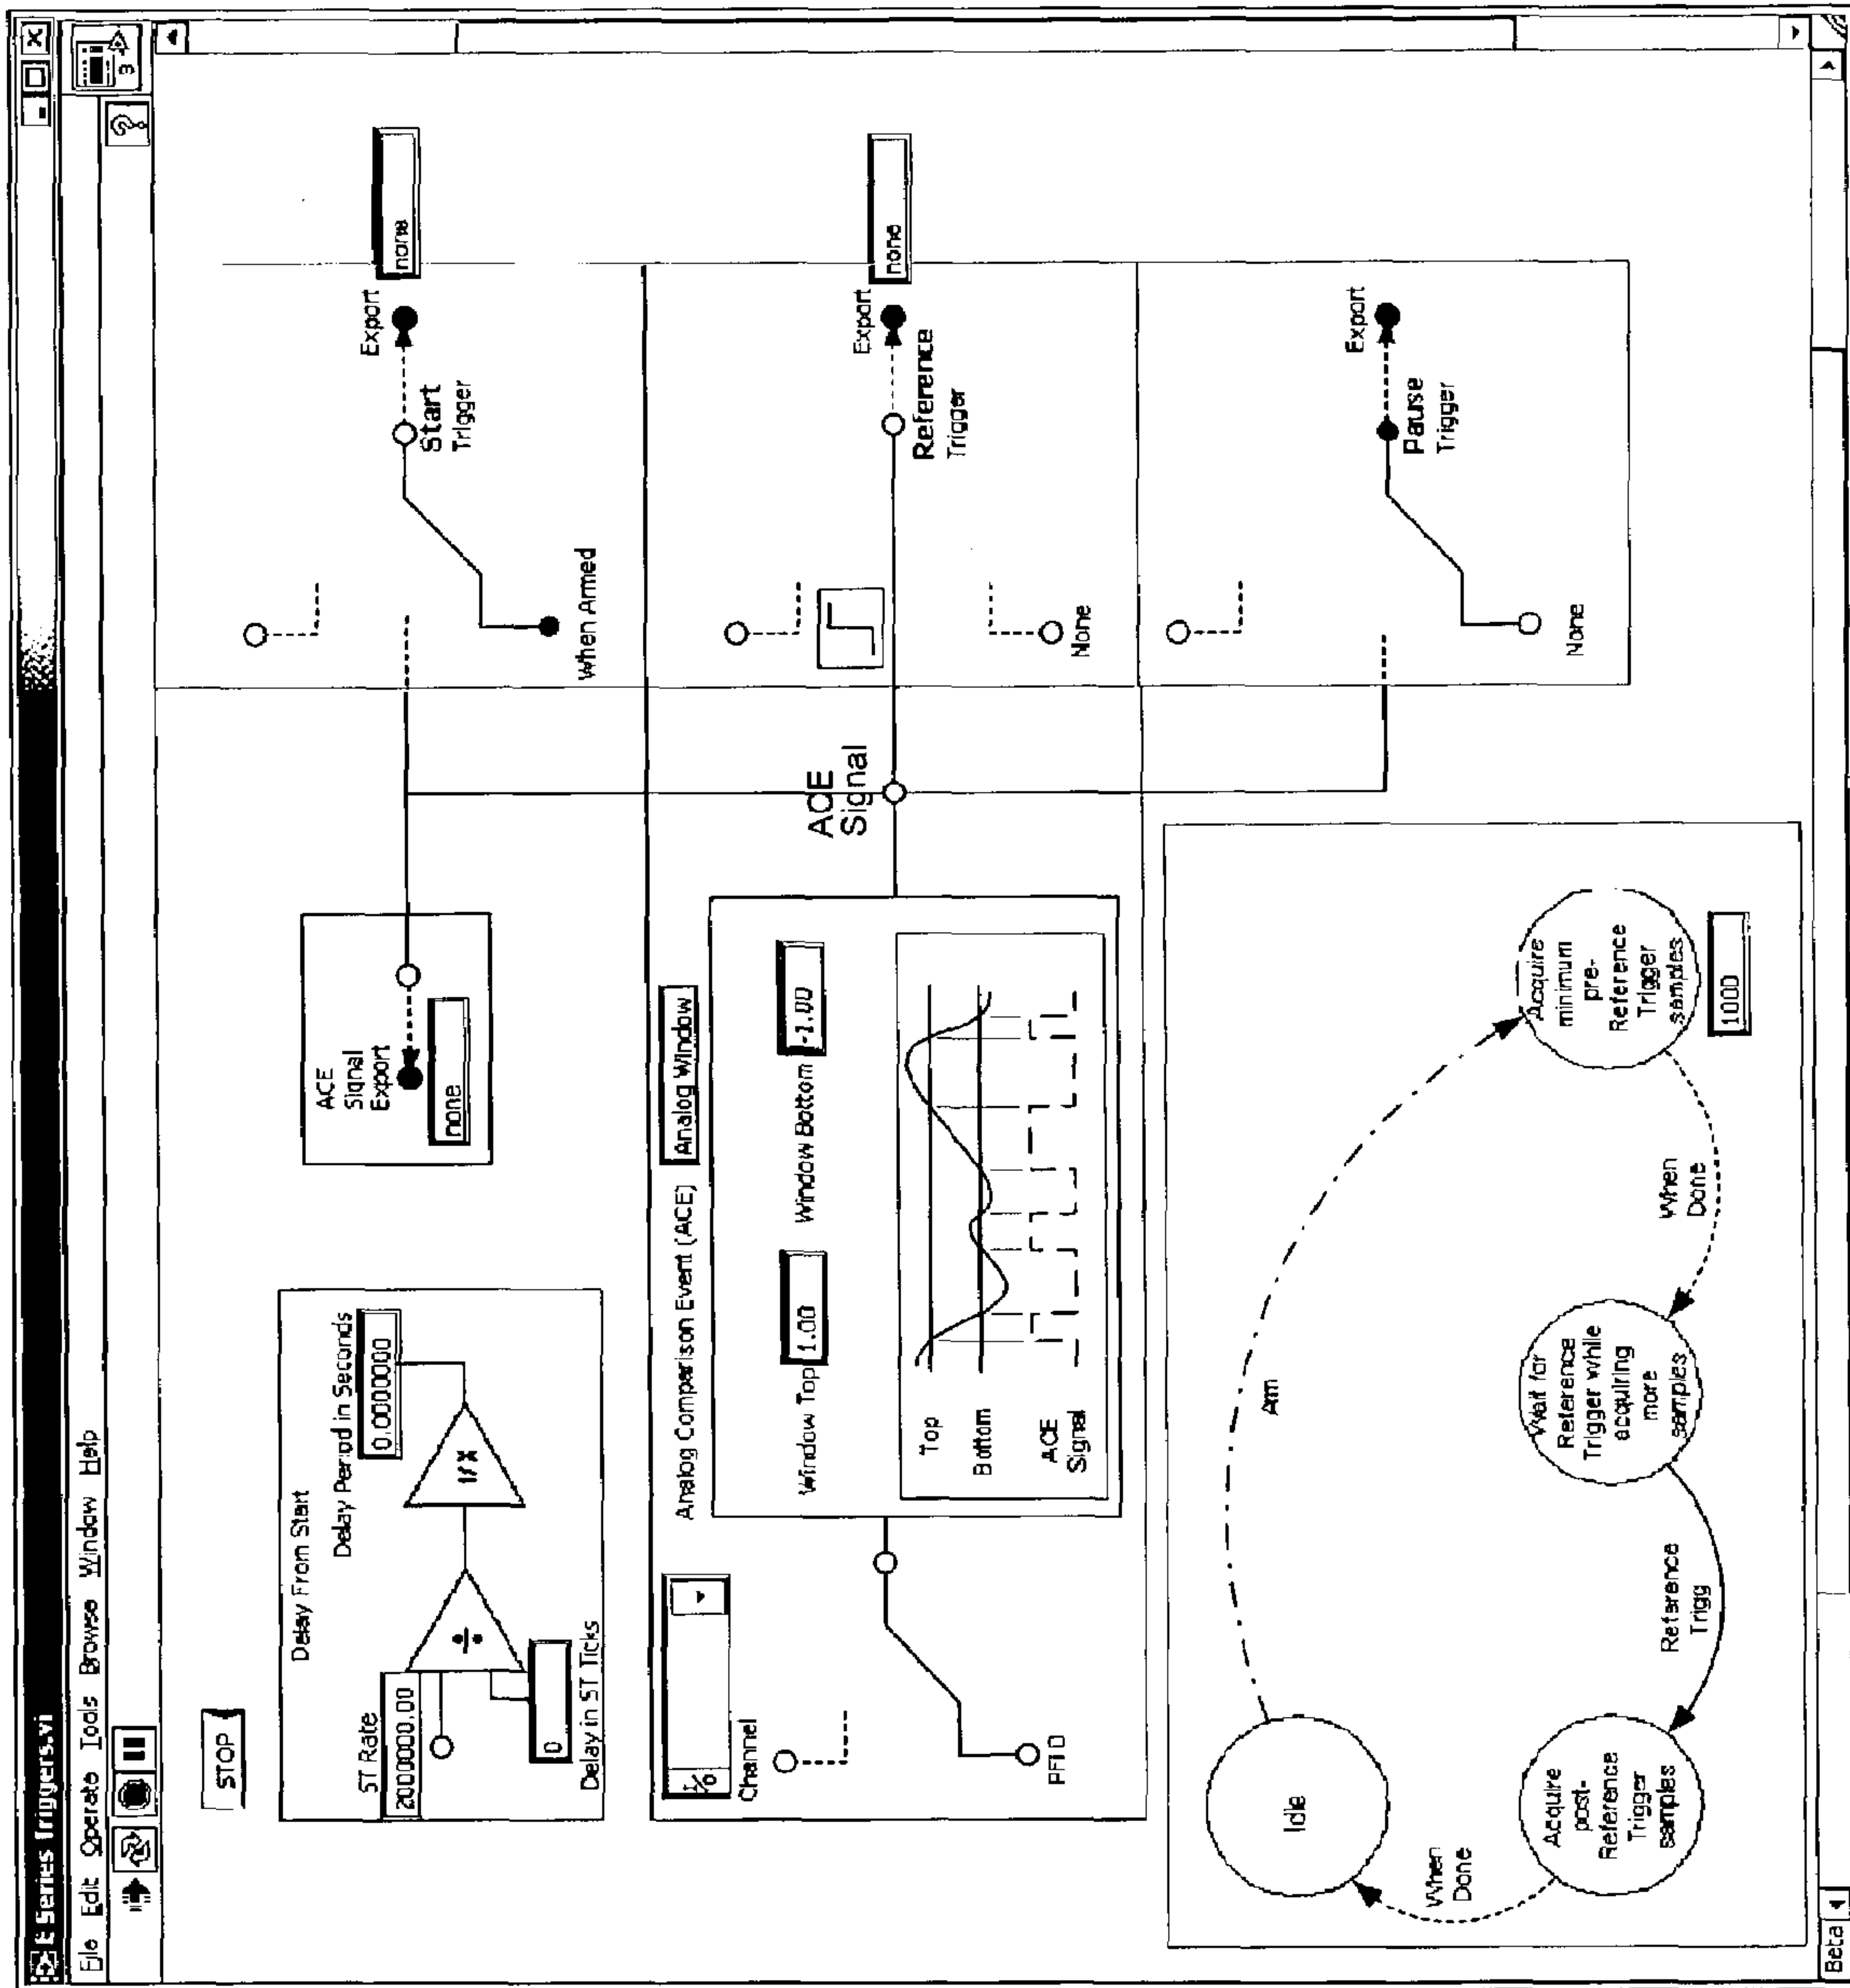 E Series Triggers.vi
File Edit Operate Tools Browse Window Help
3
?
STOP
Delay From Start
ST Rate
20000000.00
÷
1/X
Delay Period in Seconds
0.0000000
0
Delay in ST Ticks
ACE
Signal
Export
none
When Armed
Start
Trigger
Export
none
Analog Comparison Event (ACE)
Analog Window
I/O
Channel
PFI 0
Window Top
1.00
Window Bottom
-1.00
Top
Bottom
ACE
Signal
ACE
Signal
None
Reference
Trigger
Export
none
None
Pause
Trigger
Export
Idle
Arm
Acquire
minimum
pre-
Reference
Trigger
samples
1000
When
Done
Wait for
Reference
Trigger while
acquiring
more
samples
Reference
Trigg
Acquire
post-
Reference
Trigger
samples
When
Done
Beta